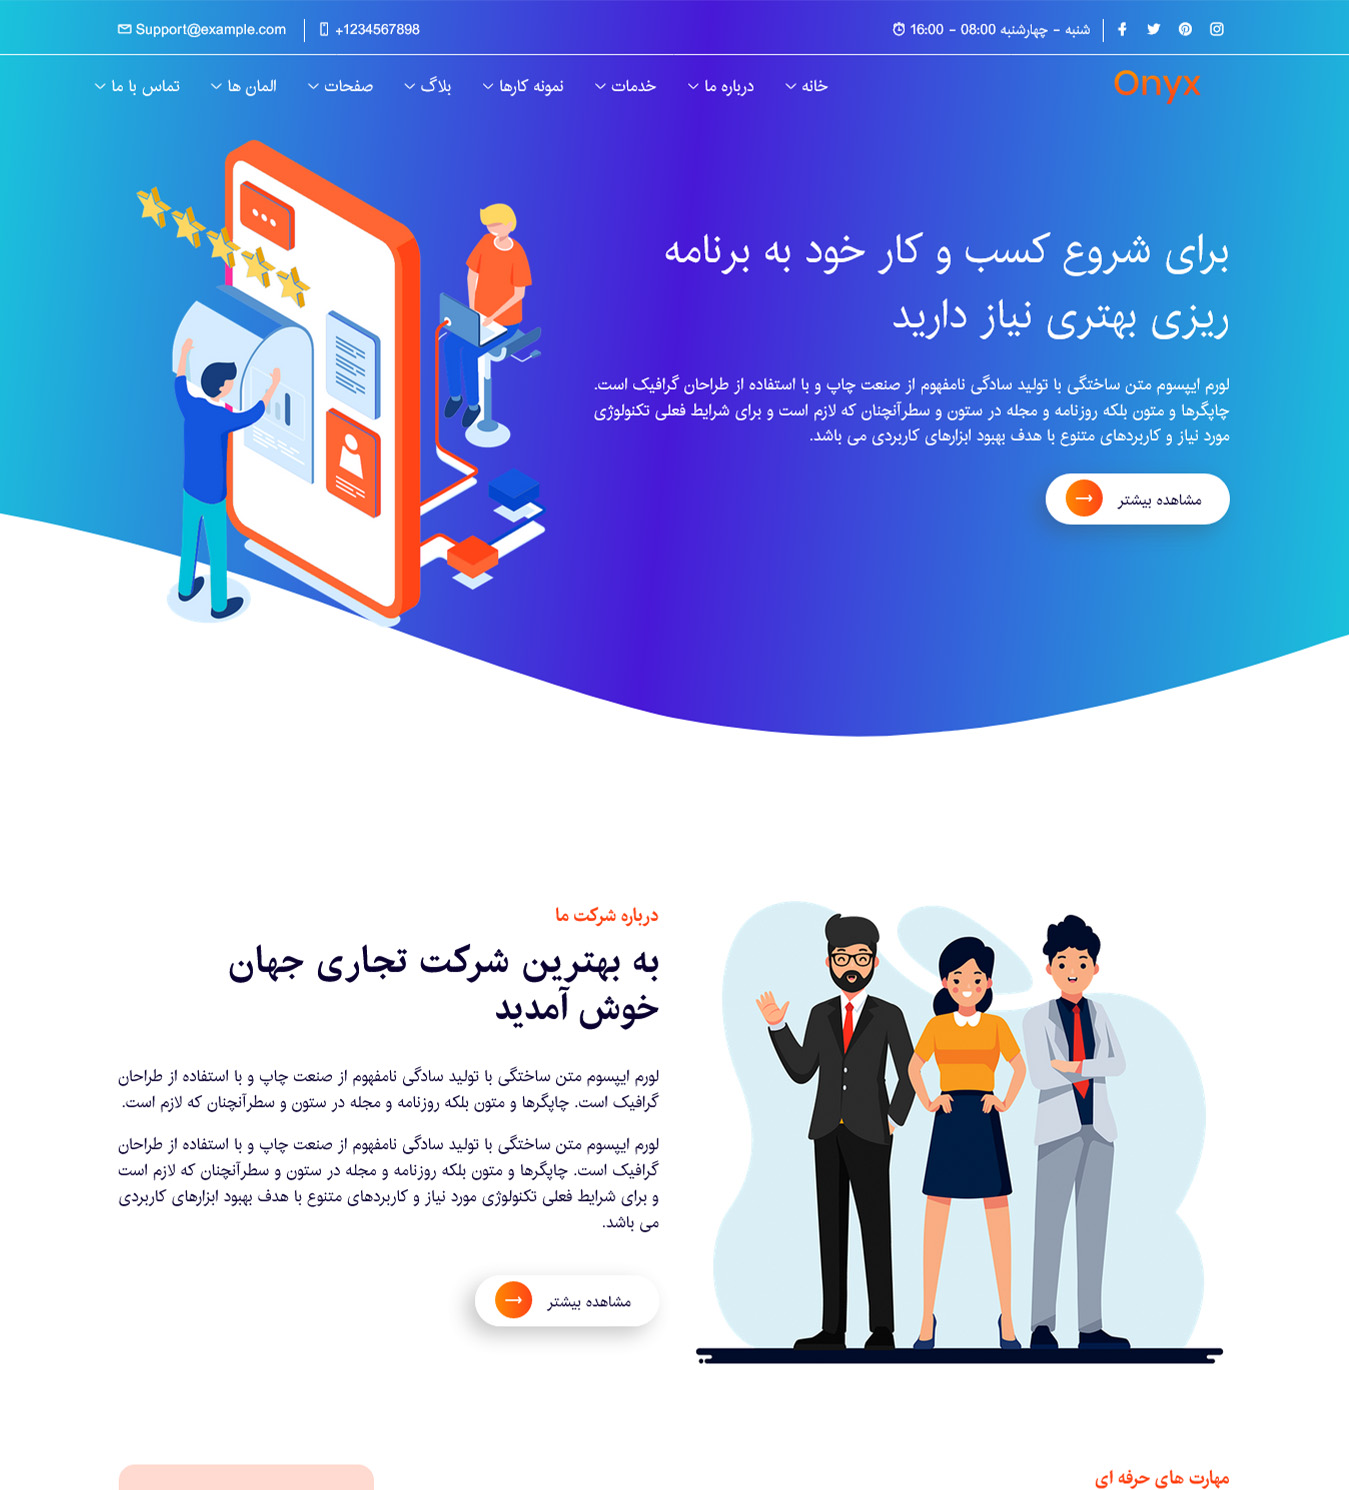 شنبه - چهارشنبه 08:00 - 16:00
+1234567898
Support@example.com
Onyx
خانه
درباره ما
خدمات
نمونه کارها
بلاگ
صفحات
المان ها
تماس با ما
برای شروع کسب و کار خود به برنامه
ریزی بهتری نیاز دارید
لورم ایپسوم متن ساختگی با تولید سادگی نامفهوم از صنعت چاپ و با استفاده از طراحان گرافیک است.
چاپگرها و متون بلکه روزنامه و مجله در ستون و سطرآنچنان که لازم است و برای شرایط فعلی تکنولوژی
مورد نیاز و کاربردهای متنوع با هدف بهبود ابزارهای کاربردی می باشد.
مشاهده بیشتر
درباره شرکت ما
به بهترین شرکت تجاری جهان
خوش آمدید
لورم ایپسوم متن ساختگی با تولید سادگی نامفهوم از صنعت چاپ و با استفاده از طراحان
گرافیک است. چاپگرها و متون بلکه روزنامه و مجله در ستون و سطرآنچنان که لازم است.
لورم ایپسوم متن ساختگی با تولید سادگی نامفهوم از صنعت چاپ و با استفاده از طراحان
گرافیک است. چاپگرها و متون بلکه روزنامه و مجله در ستون و سطرآنچنان که لازم است
و برای شرایط فعلی تکنولوژی مورد نیاز و کاربردهای متنوع با هدف بهبود ابزارهای کاربردی
می باشد.
مشاهده بیشتر
مهارت های حرفه ای